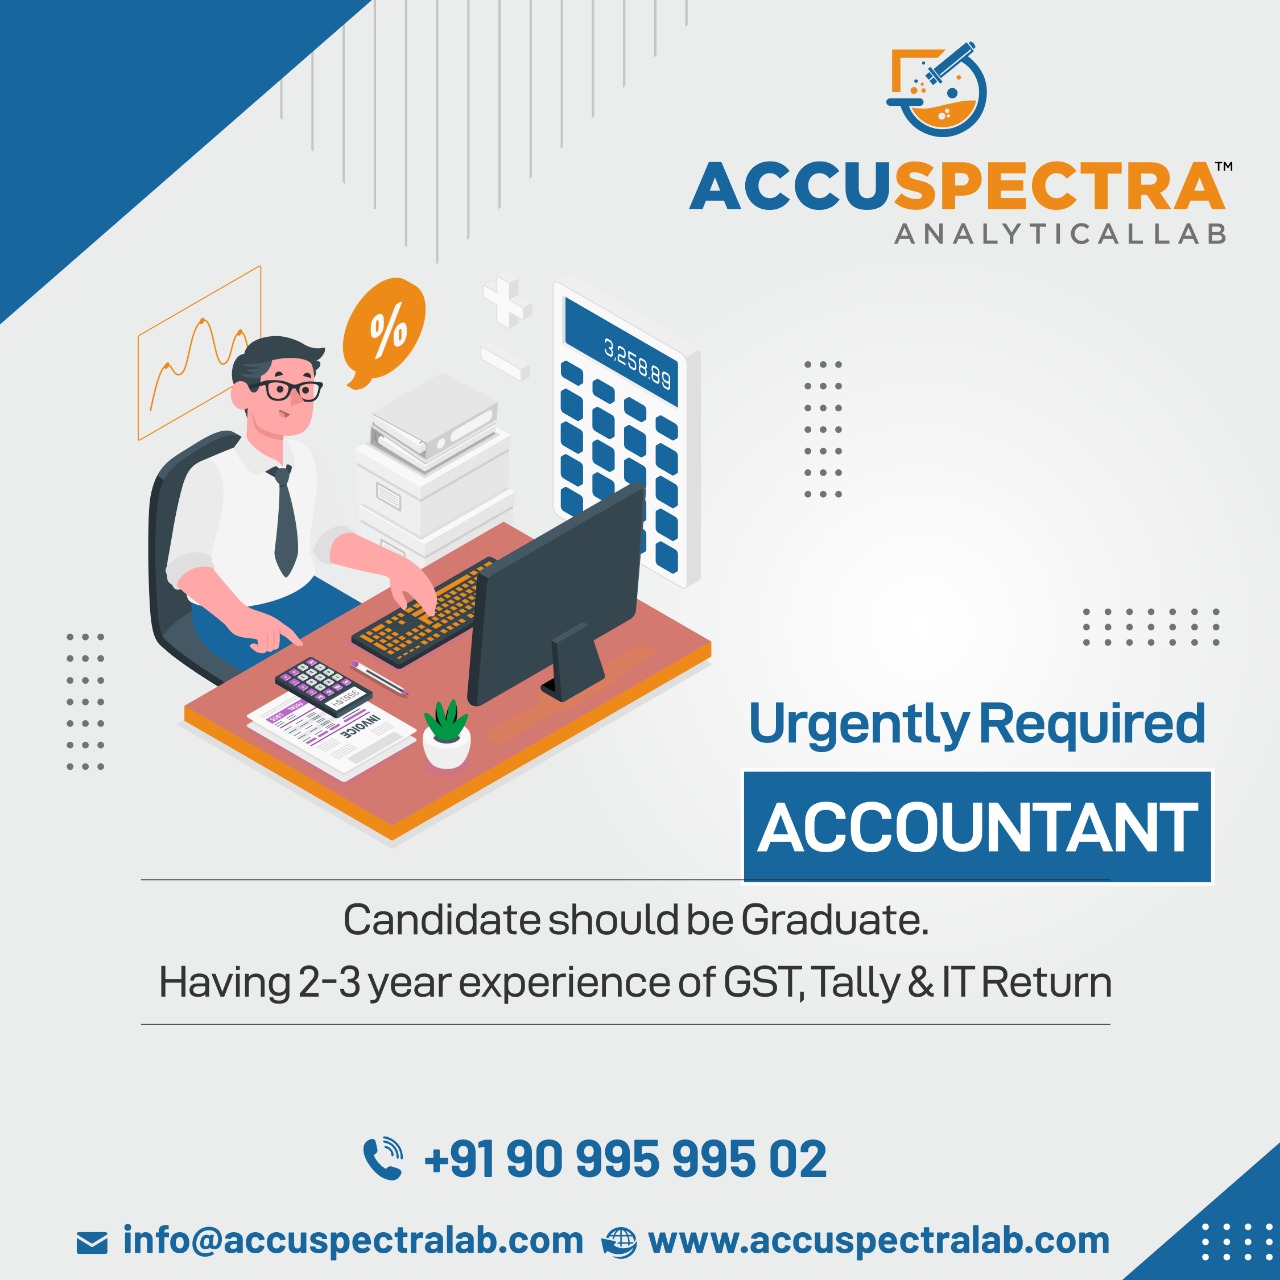 ACCUSPECTRA™
ANALYTICALLAB
%
3,258.89
INVOICE
Urgently Required
ACCOUNTANT
Candidate should be Graduate.
Having 2-3 year experience of GST, Tally & IT Return
+91 90 995 995 02
info@accuspectralab.com www.accuspectralab.com